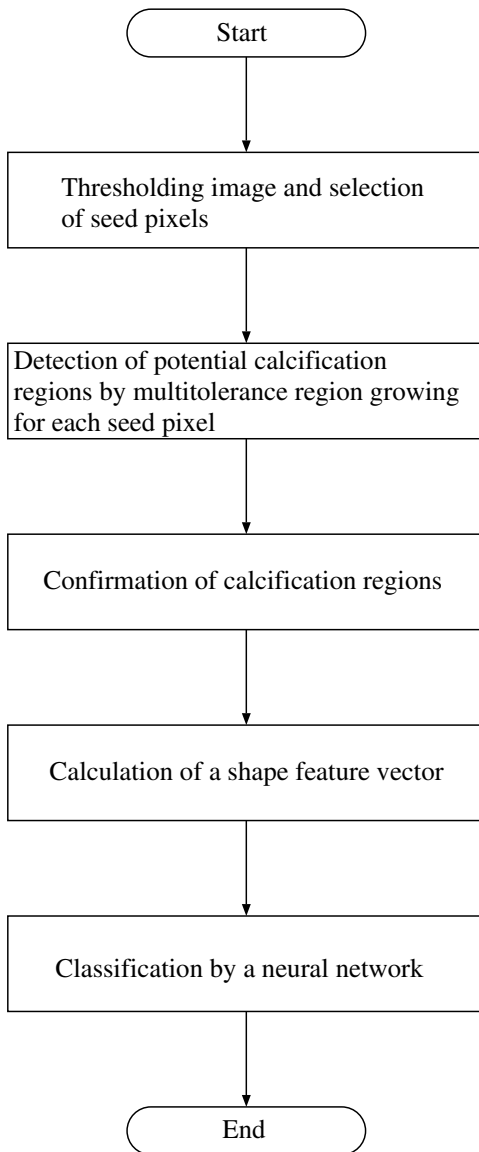 Start
Thresholding image and selection
of seed pixels
Detection of potential calcification
regions by multitolerance region growing
for each seed pixel
Confirmation of calcification regions
Calculation of a shape feature vector
Classification by a neural network
End